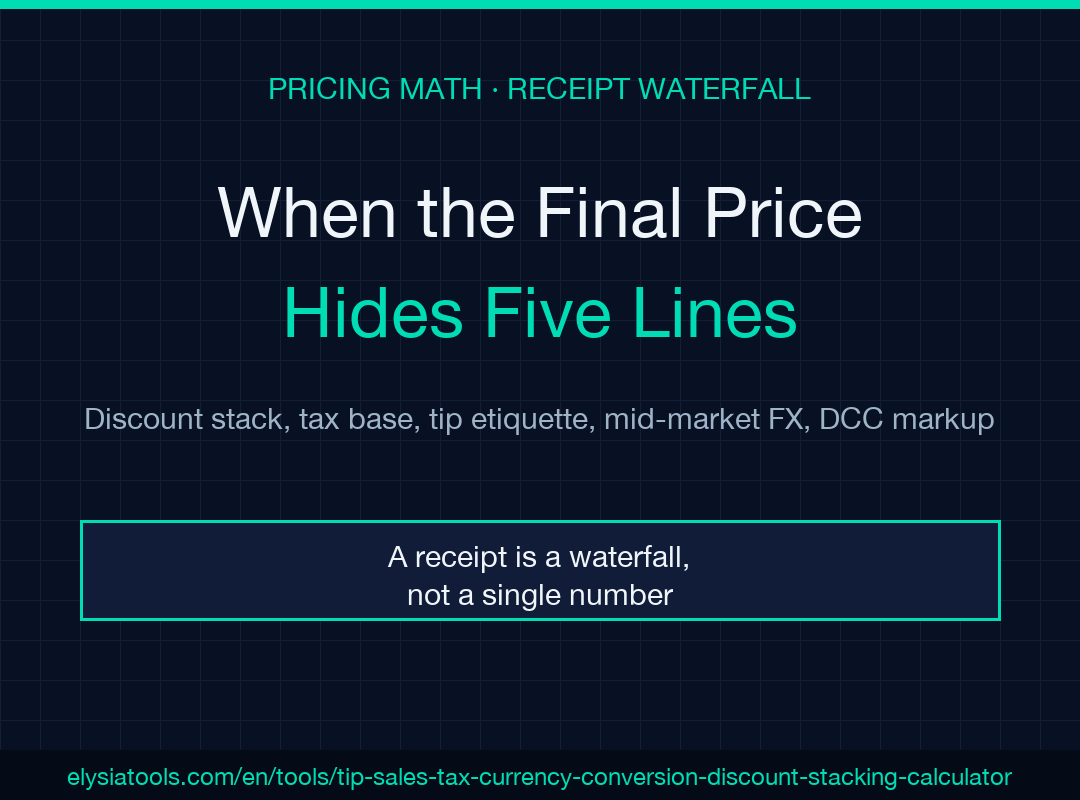 PRICING MATH · RECEIPT WATERFALL
When the Final Price
Hides Five Lines
Discount stack, tax base, tip etiquette, mid-market FX, DCC markup
A receipt is a waterfall,
not a single number
elysiatools.com/en/tools/tip-sales-tax-currency-conversion-discount-stacking-calculator